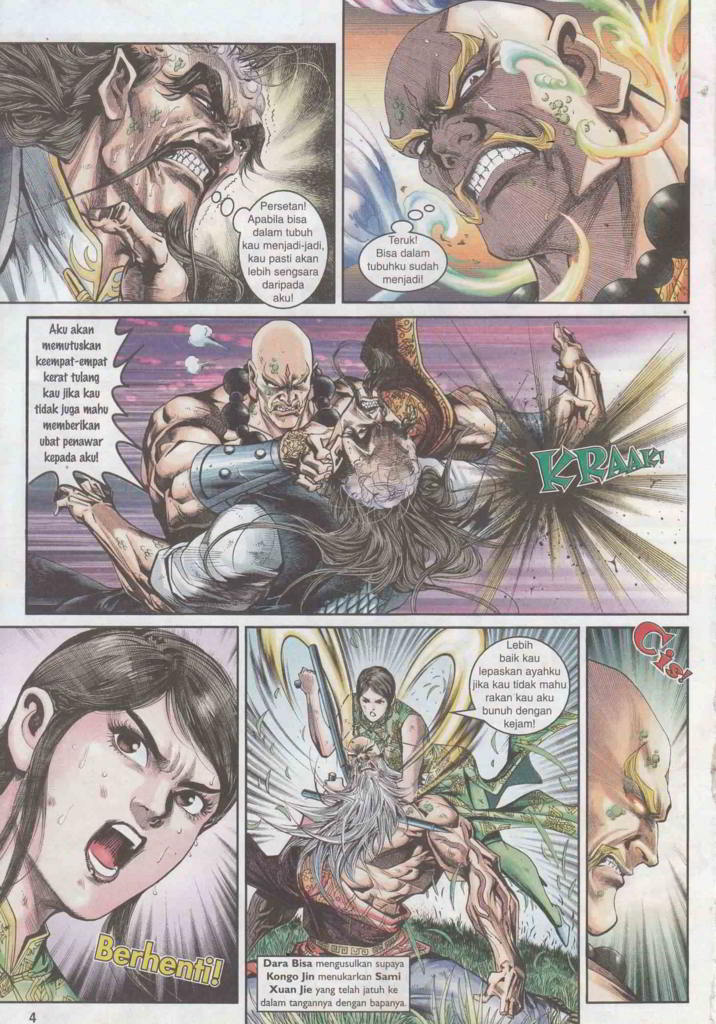 Persetan!
Apabila bisa
dalam tubuh
kau menjadi-jadi,
kau pasti akan
lebih sengsara
daripada
aku!
Teruk!
Bisa dalam
tubuhku sudah
menjadi!
Aku akan
memutuskan
keempat-empat
kerat tulang
kau jika kau
tidak juga mahu
memberikan
ubat penawar
kepada aku!
KRAAK!
Berhenti!
Lebih
baik kau
lepaskan ayahku
jika kau tidak mahu
rakan kau aku
bunuh dengan
kejam!
Dara Bisa mengusulkan supaya
Kongo Jin menukarkan Sami
Xuan Jie yang telah jatuh ke
dalam tangannya dengan bapanya.
Cis!
4